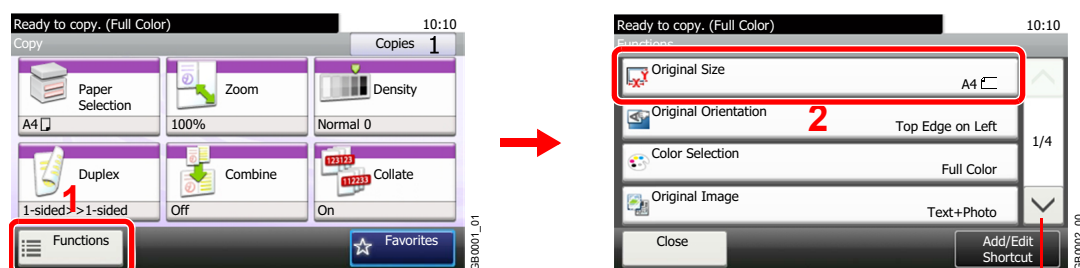 Ready to copy. (Full Color)
10:10
Copy
Copies 1
Paper
Selection
A4
Zoom
100%
Density
Normal 0
Duplex
1-sided>>1-sided
Combine
Off
123123
112233
Collate
On
1
Functions
Favorites
GB0001_01
Ready to copy. (Full Color)
10:10
Functions
Original Size
A4
Original Orientation
Top Edge on Left
2
1/4
Color Selection
Full Color
Original Image
Text+Photo
Close
Add/Edit
Shortcut
GB0002_00